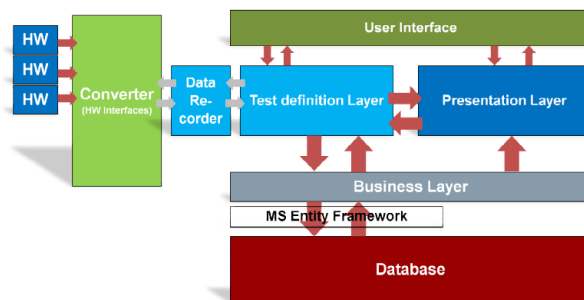 User Interface
HW
HW
HW
Converter
(HW Interfaces)
Data
Re-
corder
Test definition Layer
Presentation Layer
Business Layer
MS Entity Framework
Database